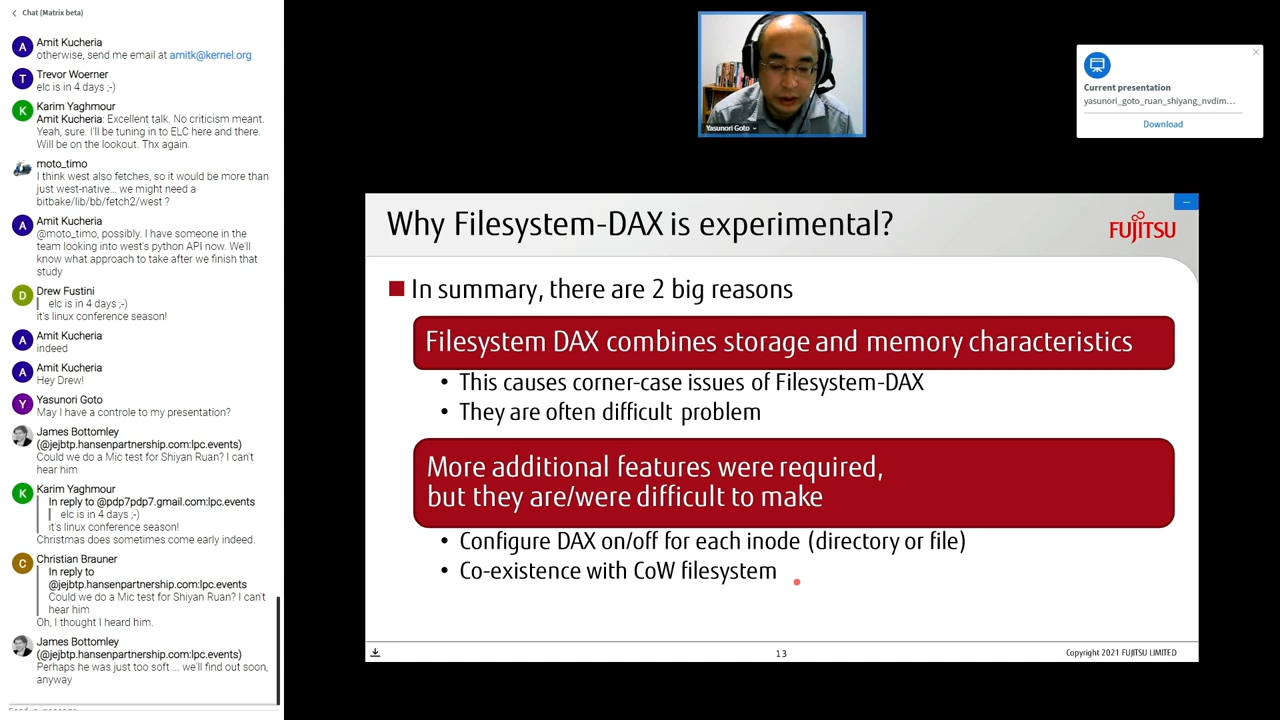 Chat (Matrix beta)
A
Amit Kucheria
otherwise, send me email at amitk@kernel.org
T
Trevor Woerner
elc is in 4 days ;-)
K
Karim Yaghmour
Amit Kucheria: Excellent talk. No criticism meant.
Yeah, sure. I'll be tuning in to ELC here and there.
Will be on the lookout. Thx again.
moto_timo
I think west also fetches, so it would be more than
just west-native... we might need a
bitbake/lib/bb/fetch2/west ?
A
Amit Kucheria
@moto_timo, possibly. I have someone in the
team looking into west's python API now. We'll
know what approach to take after we finish that
study
D
Drew Fustini
elc is in 4 days ;-)
it's linux conference season!
A
Amit Kucheria
indeed
A
Amit Kucheria
Hey Drew!
Y
Yasunori Goto
May I have a controle to my presentation?
James Bottomley
(@jejbtp.hansenpartnership.com:lpc.events)
Could we do a Mic test for Shiyan Ruan? I can't
hear him
K
Karim Yaghmour
In reply to @pdp7pdp7.gmail.com:lpc.events
elc is in 4 days ;-)
it's linux conference season!
Christmas does sometimes come early indeed.
C
Christian Brauner
In reply to
@jejbtp.hansenpartnership.com:lpc.events
Could we do a Mic test for Shiyan Ruan? I can't
hear him
Oh, I thought I heard him.
James Bottomley
(@jejbtp.hansenpartnership.com:lpc.events)
Perhaps he was just too soft ... we'll find out soon,
anyway
Yasunori Goto
Current presentation
yasunori_goto_ruan_shiyang_nvdim...
Download
Why Filesystem-DAX is experimental?
FUJITSU
In summary, there are 2 big reasons
Filesystem DAX combines storage and memory characteristics
• This causes corner-case issues of Filesystem-DAX
• They are often difficult problem
More additional features were required,
but they are/were difficult to make
• Configure DAX on/off for each inode (directory or file)
• Co-existence with CoW filesystem
13
Copyright 2021 FUJITSU LIMITED